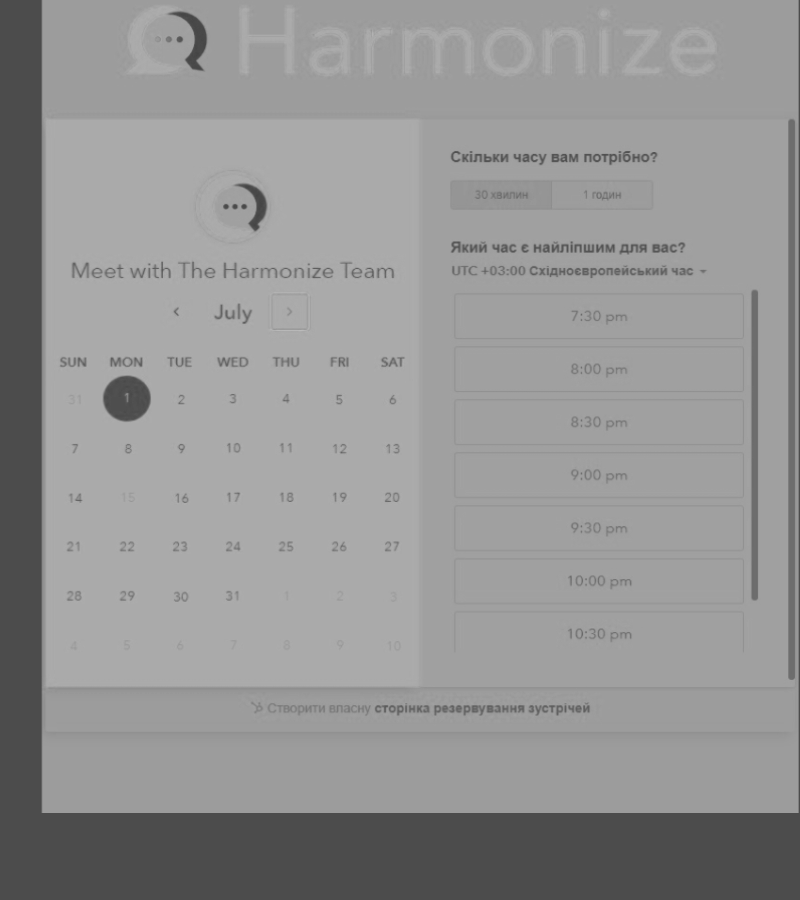 Harmonize
Meet with The Harmonize Team
July
SUN MON TUE WED THU FRI SAT
31 1 2 3 4 5 6
7 8 9 10 11 12 13
14 15 16 17 18 19 20
21 22 23 24 25 26 27
28 29 30 31 1 2 3
4 5 6 7 8 9 10
Скільки часу вам потрібно?
30 хвилин 1 годин
Який час є найліпшим для вас?
UTC +03:00 Східноєвропейський час
7:30 pm
8:00 pm
8:30 pm
9:00 pm
9:30 pm
10:00 pm
10:30 pm
Створити власну сторінка резервування зустрічей